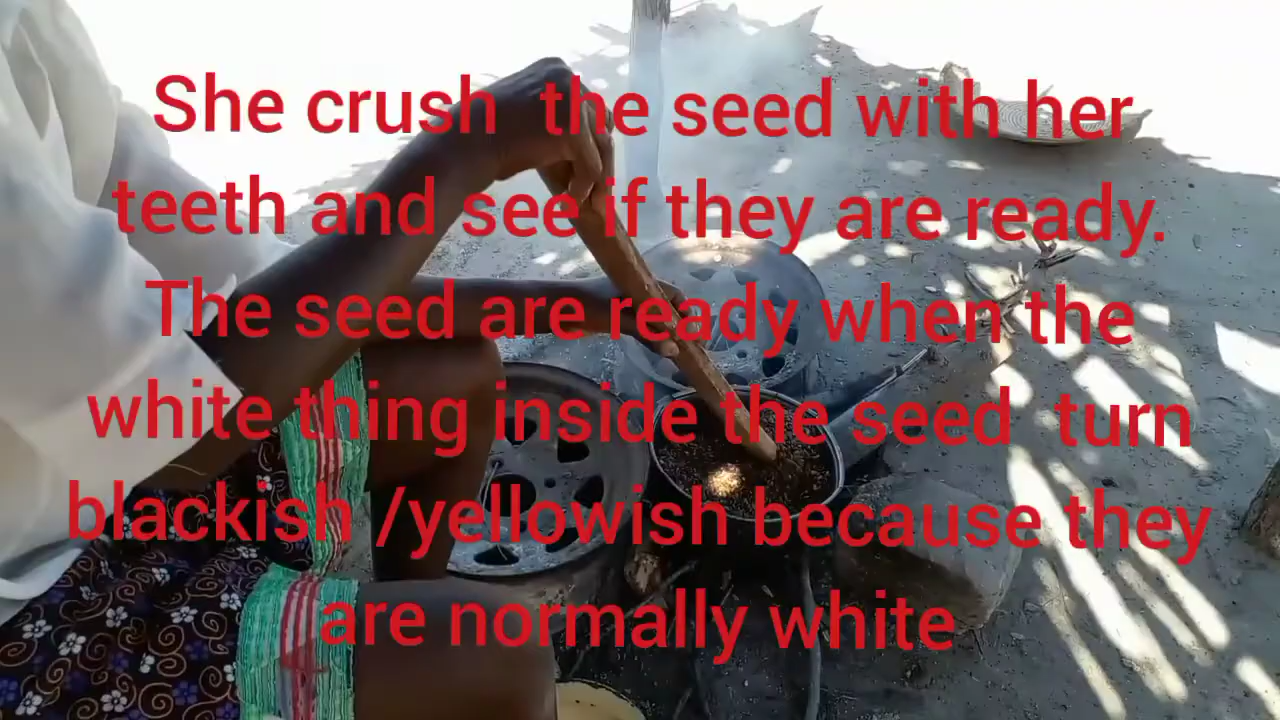 She crush the seed with her
teeth and see if they are ready.
The seed are ready when the
white thing inside the seed turn
blackish /yellowish because they
are normally white